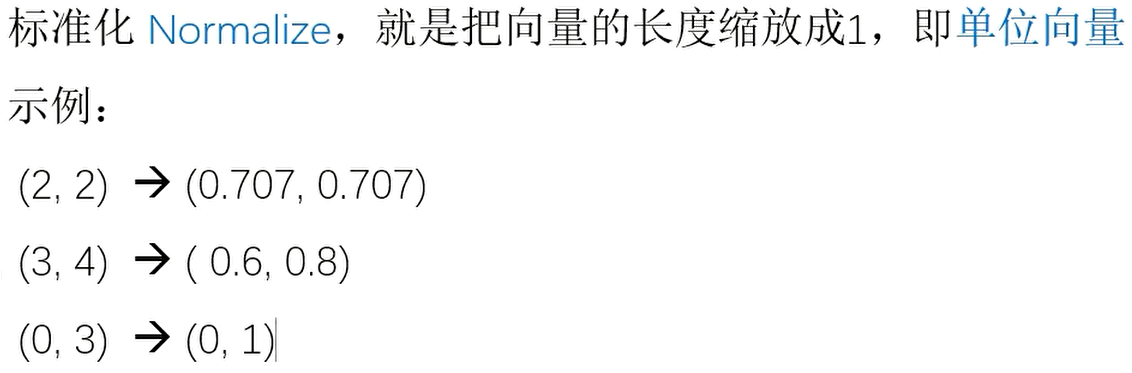 标准化 Normalize，就是把向量的长度缩放成1，即单位向量
示例：
(2, 2) → (0.707, 0.707)
(3, 4) → ( 0.6, 0.8)
(0, 3) → (0, 1)